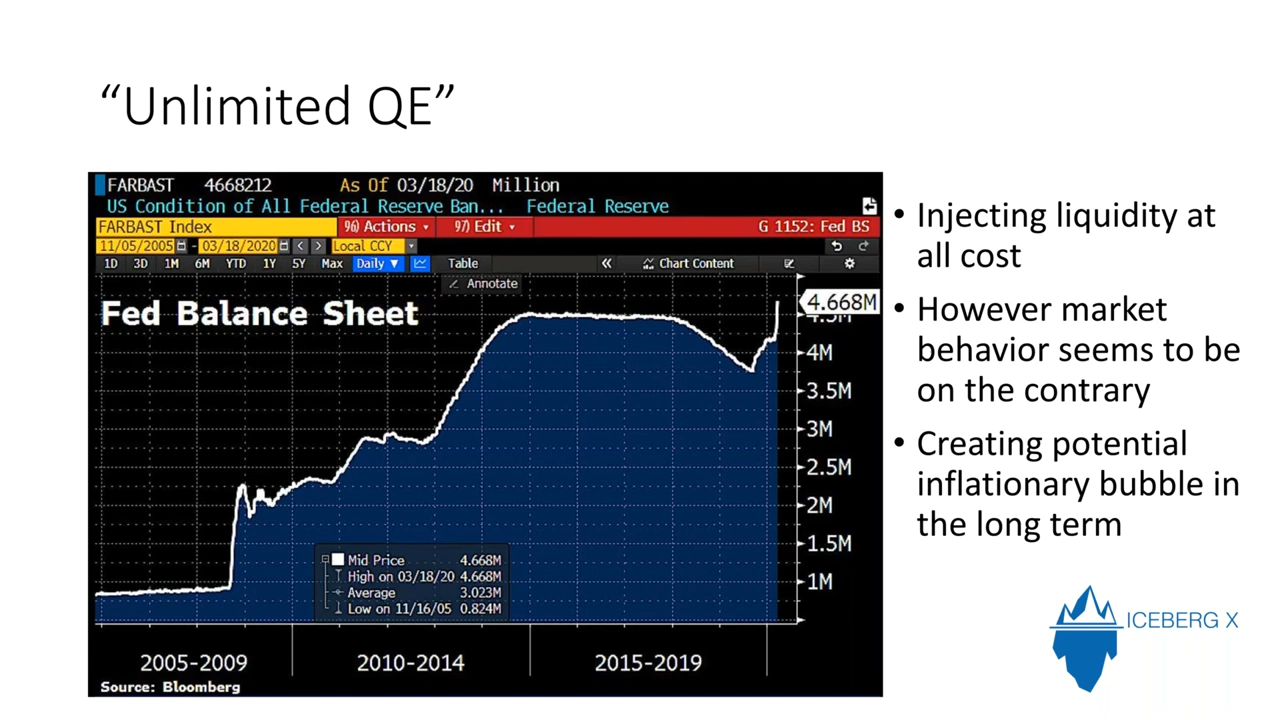 “Unlimited QE”
FARBAST 4668212 As Of 03/18/20 Million
US Condition of All Federal Reserve Ban... Federal Reserve
FARBAST Index 96) Actions 97) Edit G 1152: Fed BS
11/05/2005 - 03/18/2020 Local CCY
1D 3D 1M 6M YTD 1Y 5Y Max Daily ▼ Table « Chart Content
Annotate
Fed Balance Sheet
4.668M
4.5M
4M
3.5M
3M
2.5M
2M
1.5M
1M
Mid Price 4.668M
High on 03/18/20 4.668M
Average 3.023M
Low on 11/16/05 0.824M
2005-2009 2010-2014 2015-2019
Source: Bloomberg
• Injecting liquidity at
all cost
• However market
behavior seems to be
on the contrary
• Creating potential
inflationary bubble in
the long term
ICEBERG X